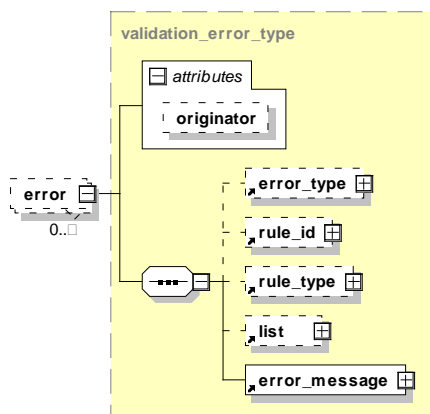 validation_error_type
attributes
originator
error
0..□
error_type
rule_id
rule_type
list
error_message